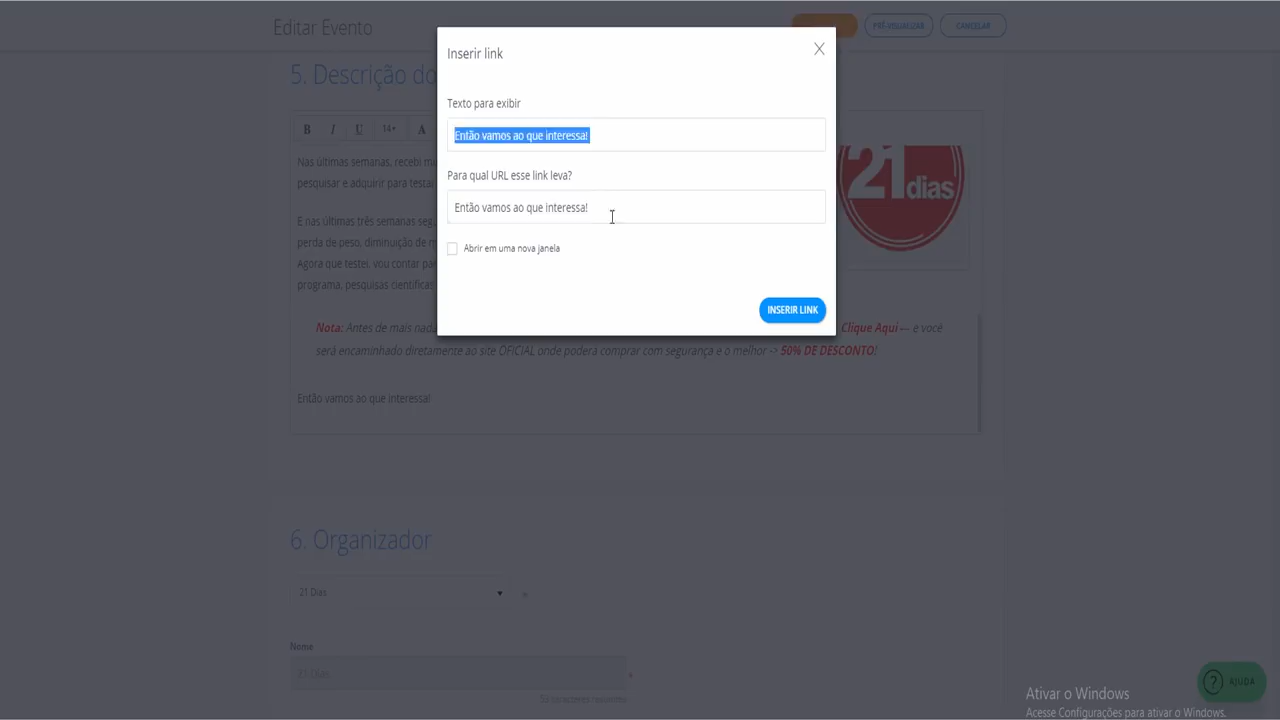 Editar Evento
PRÉ-VISUALIZAR
CANCELAR
5. Descrição do
Inserir link
Texto para exibir
Então vamos ao que interessa!
Para qual URL esse link leva?
Então vamos ao que interessa!
Abrir em uma nova janela
INSERIR LINK
B I U 14 A
Nas últimas semanas, recebi
pesquisar e adquirir para testa
E nas últimas três semanas seg
perda de peso, diminuição de
Agora que testei, vou contar
programa, pesquisas científicas
21
dias
Nota: Antes de mais nad
Clique Aqui — e você
será encaminhado diretamente ao site OFICIAL onde poderá comprar com segurança e o melhor -> 50% DE DESCONTO!
Então vamos ao que interessa!
6. Organizador
21 Dias
Nome
21 Dias
caracteres restantes
Ativar o Windows
Acesse Configurações para ativar o Windows.
? AJUDA